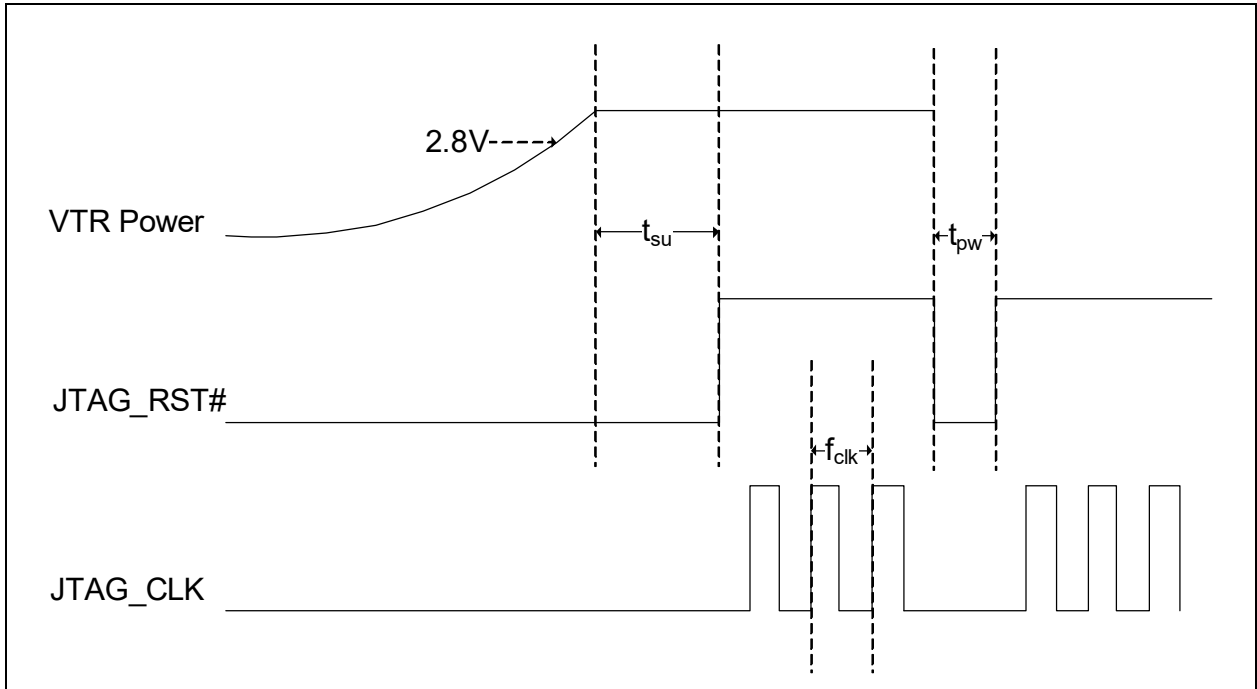 2.8V
VTR Power
tsu
tpw
JTAG_RST#
fclk
JTAG_CLK